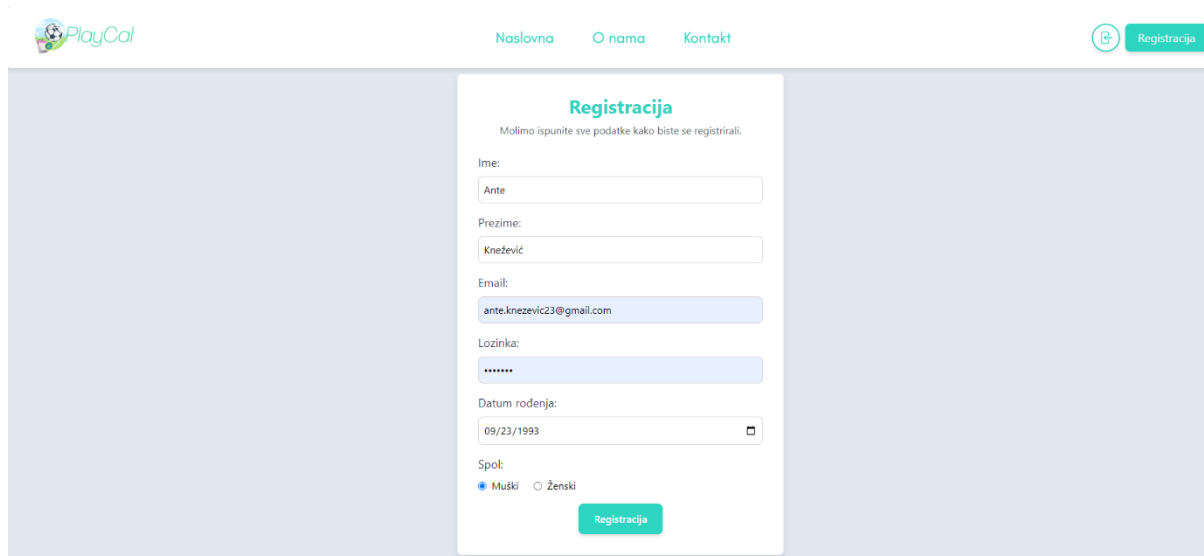 PlayCal
Naslovna O nama Kontakt Registracija
Registracija
Molimo ispunite sve podatke kako biste se registrirali.
Ime:
Ante
Prezime:
Knežević
Email:
ante.knezevic23@gmail.com
Lozinka:
•••••••
Datum rođenja:
09/23/1993
Spol:
Muški Ženski
Registracija